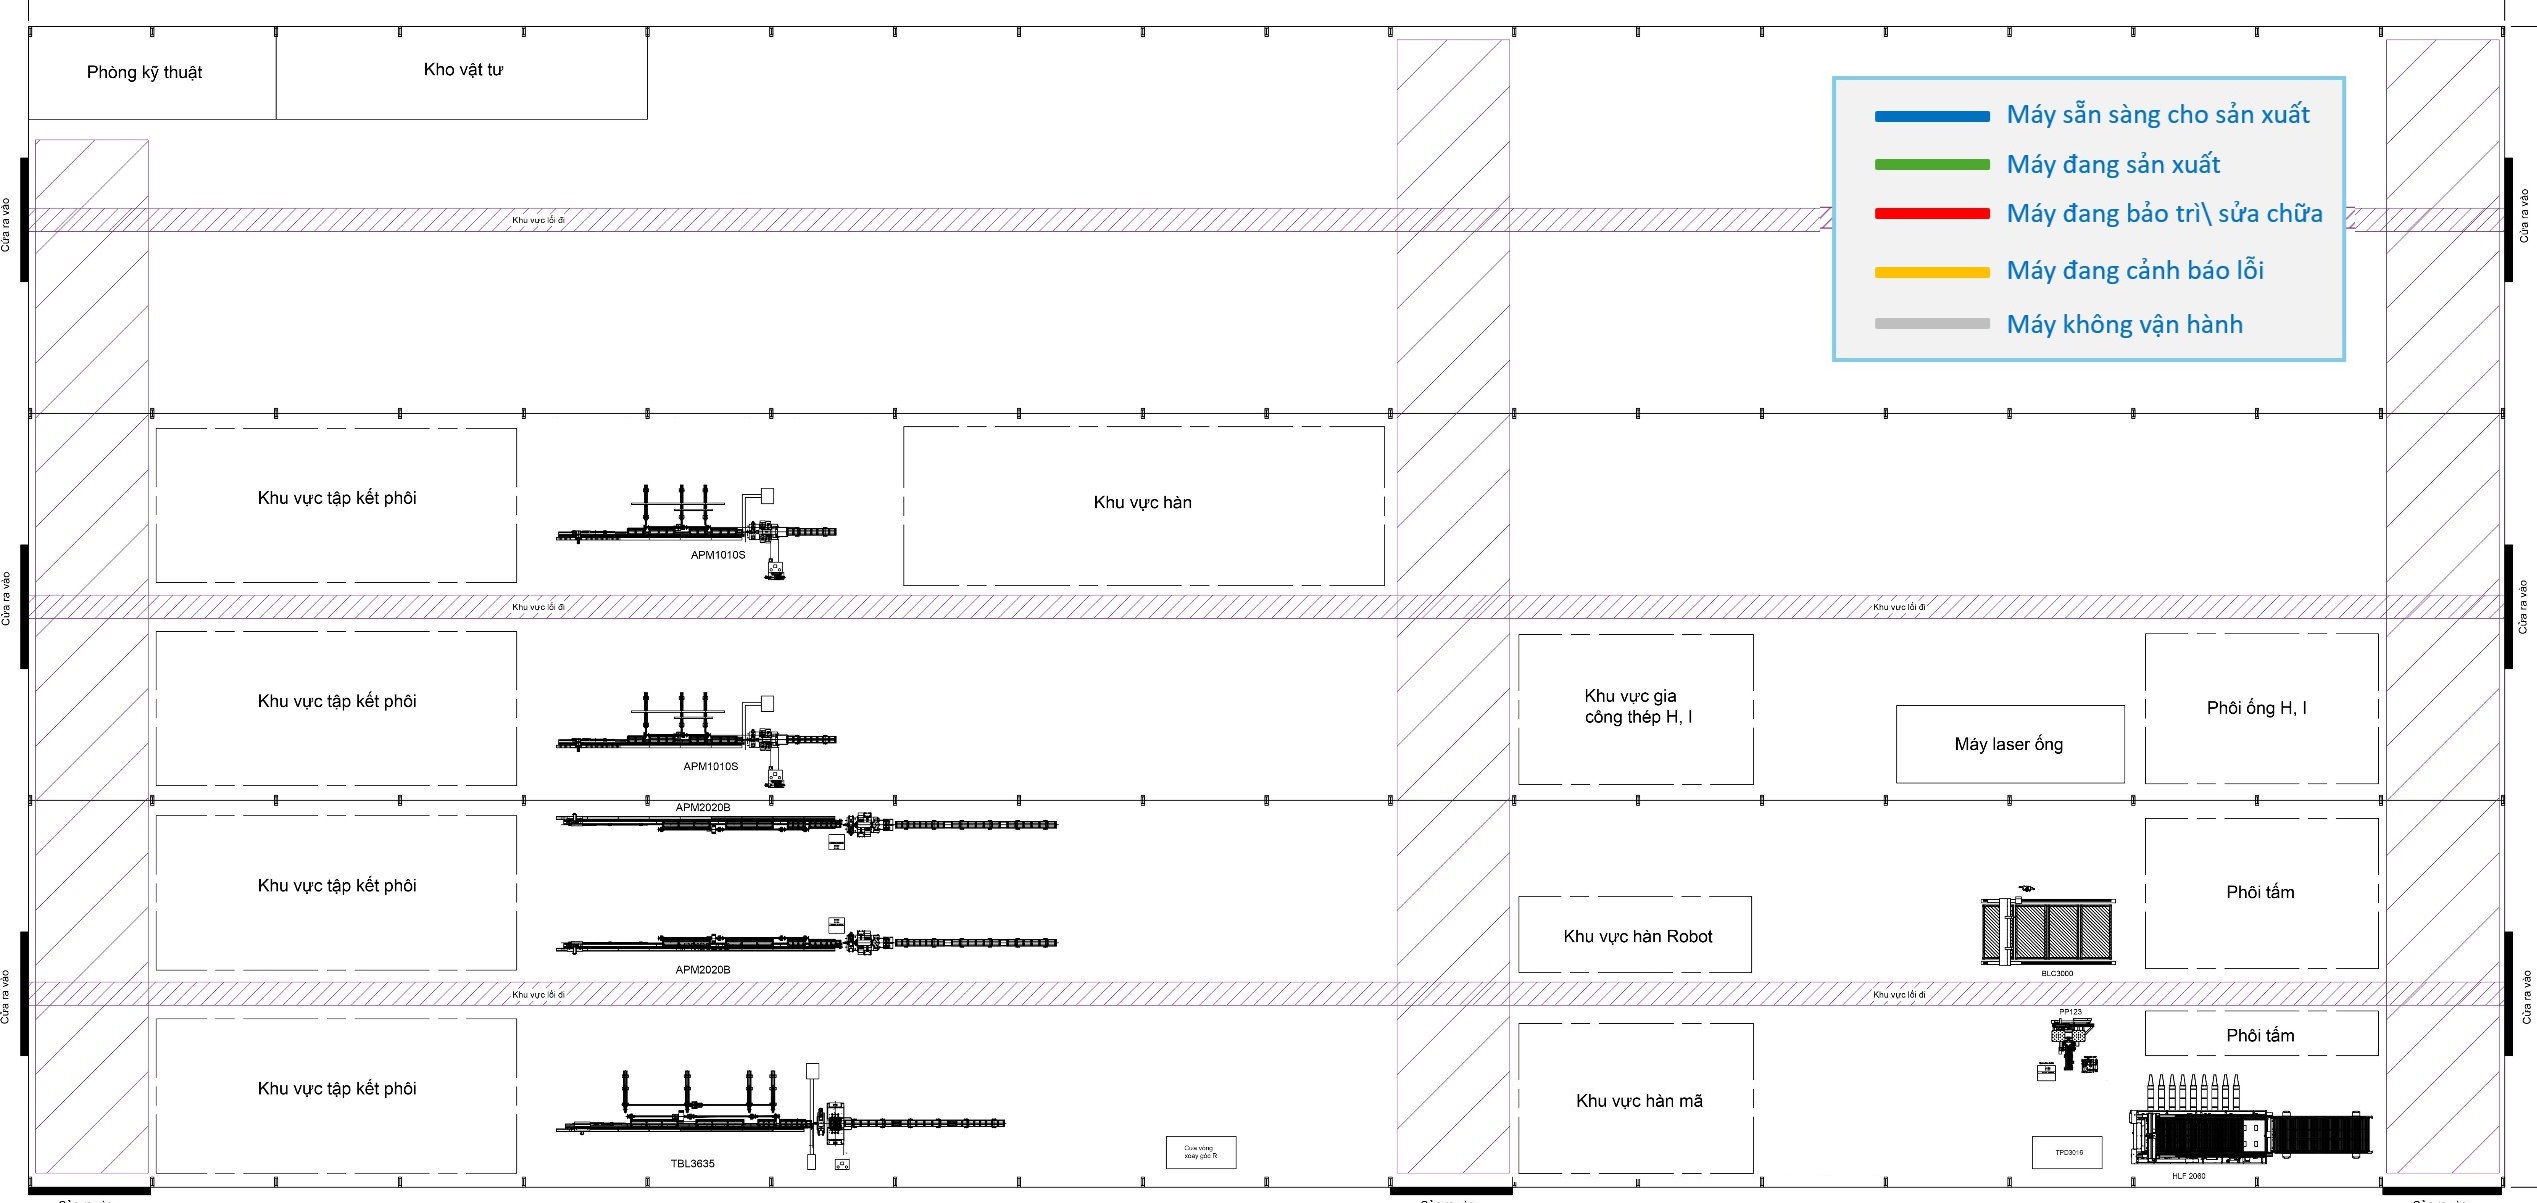 Phòng kỹ thuật
Kho vật tư
Máy sẵn sàng cho sản xuất
Máy đang sản xuất
Máy đang bảo trì\ sửa chữa
Máy đang cảnh báo lỗi
Máy không vận hành
Cửa ra vào
Khu vực lối đi
Cửa ra vào
Khu vực tập kết phôi
APM1010S
Khu vực hàn
Cửa ra vào
Khu vực lối đi
Khu vực lối đi
Cửa ra vào
Khu vực tập kết phôi
APM1010S
Khu vực gia
công thép H, I
Máy laser ống
Phôi ống H, I
APM2020B
Khu vực tập kết phôi
APM2020B
Khu vực hàn Robot
BLC3000
Phôi tấm
Cửa ra vào
Khu vực lối đi
Khu vực lối đi
Cửa ra vào
Khu vực tập kết phôi
TBL3635
Cưa vòng
xoay góc R
Khu vực hàn mã
PP123
Phôi tấm
TPD3016
HLF 2060